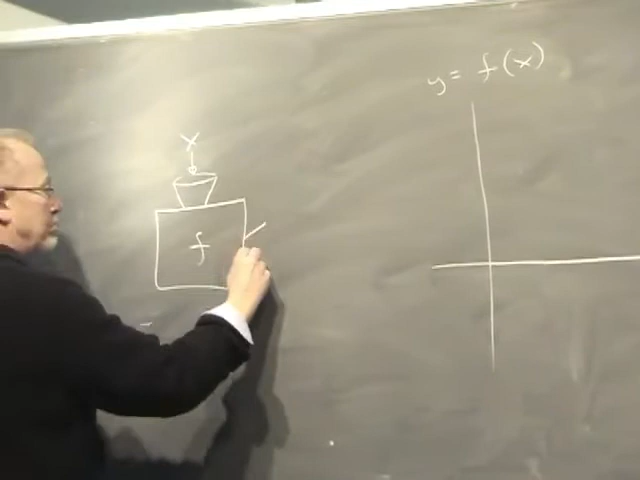 y = f(x)
x
f